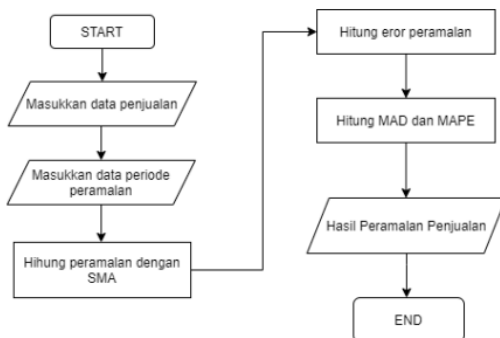 START
Masukkan data penjualan
Masukkan data periode
peramalan
Hihung peramalan dengan
SMA
Hitung eror peramalan
Hitung MAD dan MAPE
Hasil Peramalan Penjualan
END